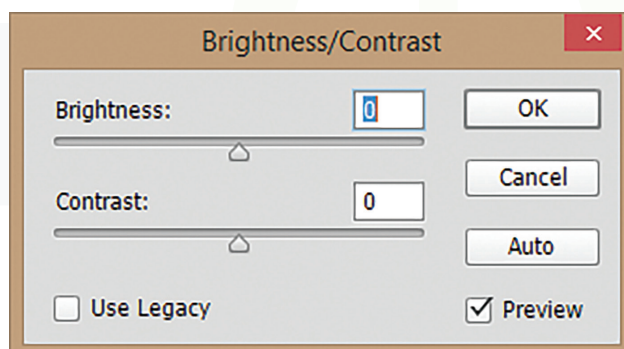 Brightness/Contrast
Brightness: 0 OK
Cancel
Contrast: 0
Auto
Use Legacy Preview